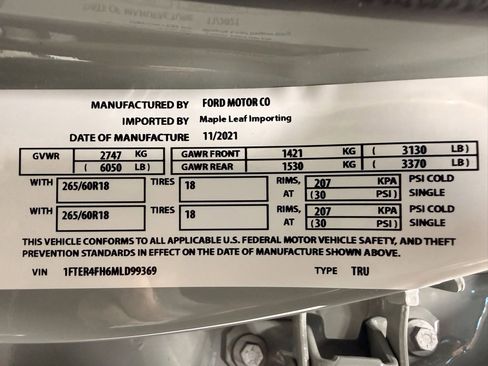 MANUFACTURED BY FORD MOTOR CO
IMPORTED BY Maple Leaf Importing
DATE OF MANUFACTURE 11/2021
GVWR 2747 KG GAWR FRONT 1421 KG ( 3130 LB )
( 6050 LB ) GAWR REAR 1530 KG ( 3370 LB )
WITH 265/60R18 TIRES 18 RIMS, 207 KPA PSI COLD
AT (30 PSI ) SINGLE
WITH 265/60R18 TIRES 18 RIMS, 207 KPA PSI COLD
AT (30 PSI ) SINGLE
THIS VEHICLE CONFORMS TO ALL APPLICABLE U.S. FEDERAL MOTOR VEHICLE SAFETY, AND THEFT
PREVENTION STANDARDS IN EFFECT ON THE DATE OF MANUFACTURE SHOWN ABOVE.
VIN 1FTER4FH6MLD99369 TYPE TRU